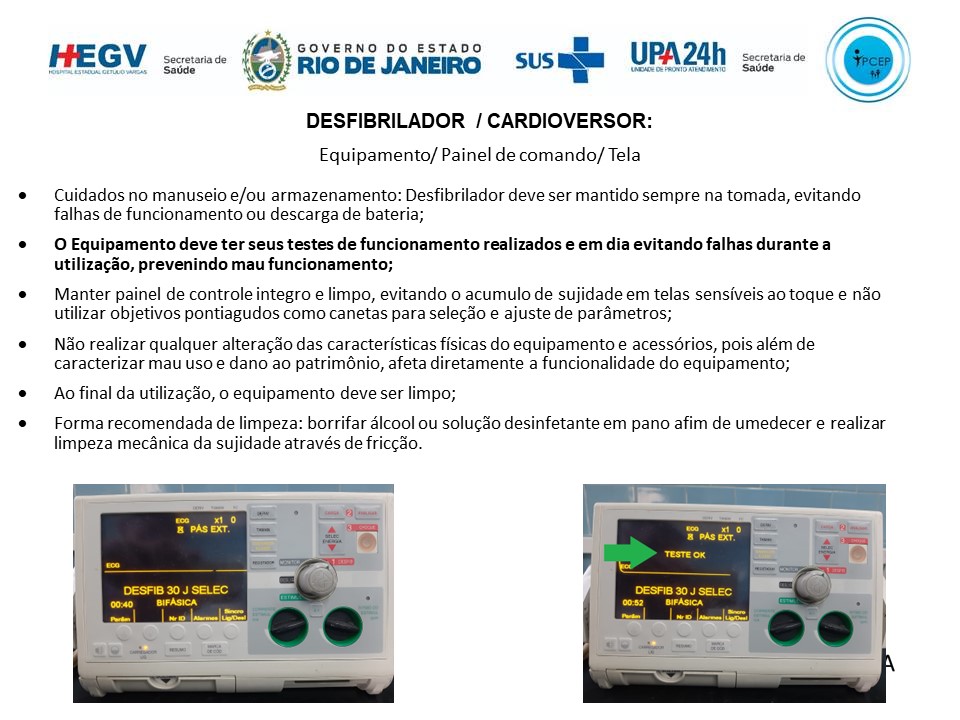 HEGV
HOSPITAL ESTADUAL GETÚLIO VARGAS
Secretaria de
Saúde
GOVERNO DO ESTADO
RIO DE JANEIRO
SUS
UPA24h
UNIDADE DE PRONTO ATENDIMENTO
Secretaria de
Saúde
PCEP
DESFIBRILADOR / CARDIOVERSOR:
Equipamento/ Painel de comando/ Tela
• Cuidados no manuseio e/ou armazenamento: Desfibrilador deve ser mantido sempre na tomada, evitando
falhas de funcionamento ou descarga de bateria;
• O Equipamento deve ter seus testes de funcionamento realizados e em dia evitando falhas durante a
utilização, prevenindo mau funcionamento;
• Manter painel de controle integro e limpo, evitando o acumulo de sujidade em telas sensíveis ao toque e não
utilizar objetivos pontiagudos como canetas para seleção e ajuste de parâmetros;
• Não realizar qualquer alteração das características físicas do equipamento e acessórios, pois além de
caracterizar mau uso e dano ao patrimônio, afeta diretamente a funcionalidade do equipamento;
• Ao final da utilização, o equipamento deve ser limpo;
• Forma recomendada de limpeza: borrifar álcool ou solução desinfetante em pano afim de umedecer e realizar
limpeza mecânica da sujidade através de fricção.
ECG x1 0
PÁS EXT.
ECG
DESFIB 30 J SELEC
00:40 BIFÁSICA
Parâm Nr ID Alarmes Sincro Lig/Desl
SELEC ENERGIA
ECG x1 0
PÁS EXT.
TESTE OK
DESFIB 30 J SELEC
00:52 BIFÁSICA
Parâm Nr ID Alarmes Sincro Lig/Desl
A